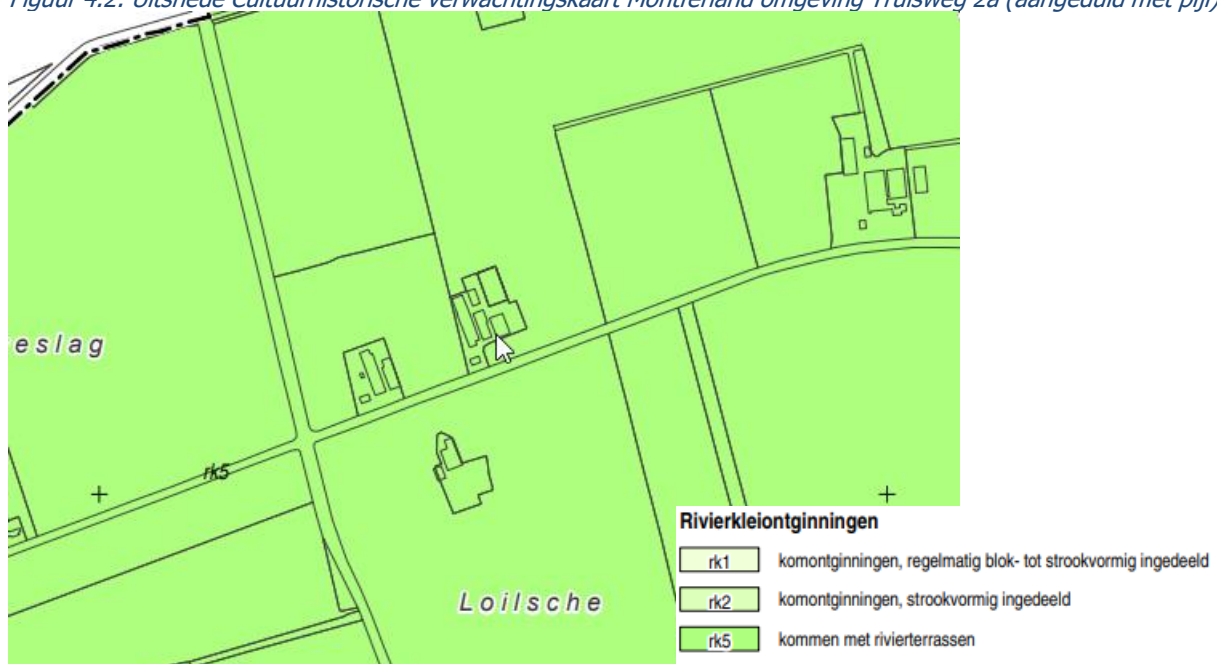 Figuur 4.2. Uitsnede Cultuurhistorische verwachtingskaart Montferland omgeving Truisweg 2a (aangeduid met pijl)
eslag
rk5
Loilsche
Rivierkleiontginningen
rk1 komontginningen, regelmatig blok- tot strookvormig ingedeeld
rk2 komontginningen, strookvormig ingedeeld
rk5 kommen met rivierterrassen